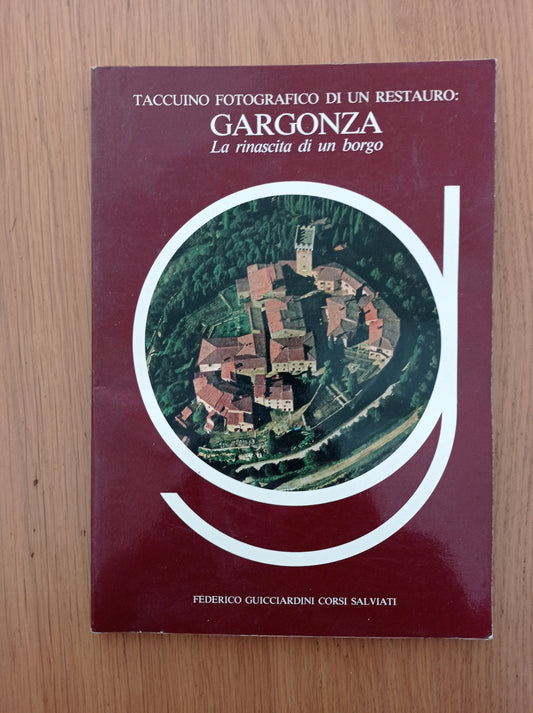 TACCUINO FOTOGRAFICO DI UN RESTAURO:
GARGONZA
La rinascita di un borgo
g
FEDERICO GUICCIARDINI CORSI SALVIATI